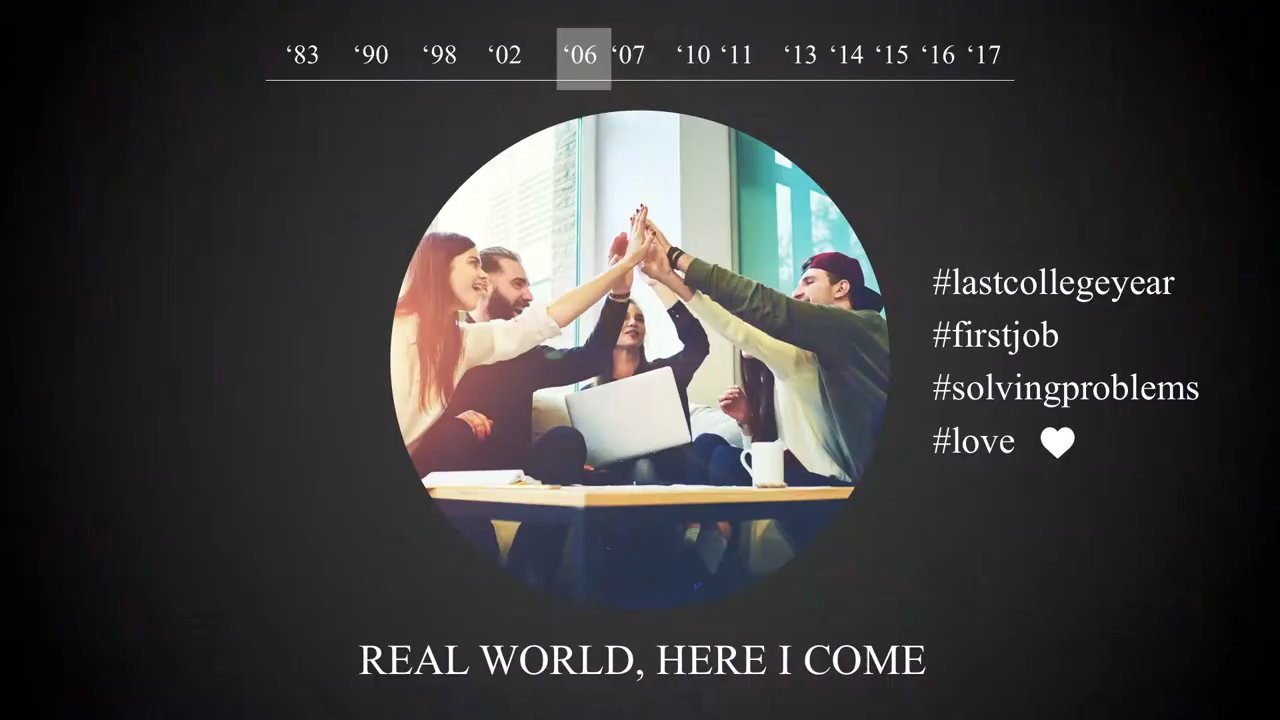 ‘83 ‘90 ‘98 ‘02 ‘06 ‘07 ‘10 ‘11 ‘13 ‘14 ‘15 ‘16 ‘17
#lastcollegeyear
#firstjob
#solvingproblems
#love
REAL WORLD, HERE I COME